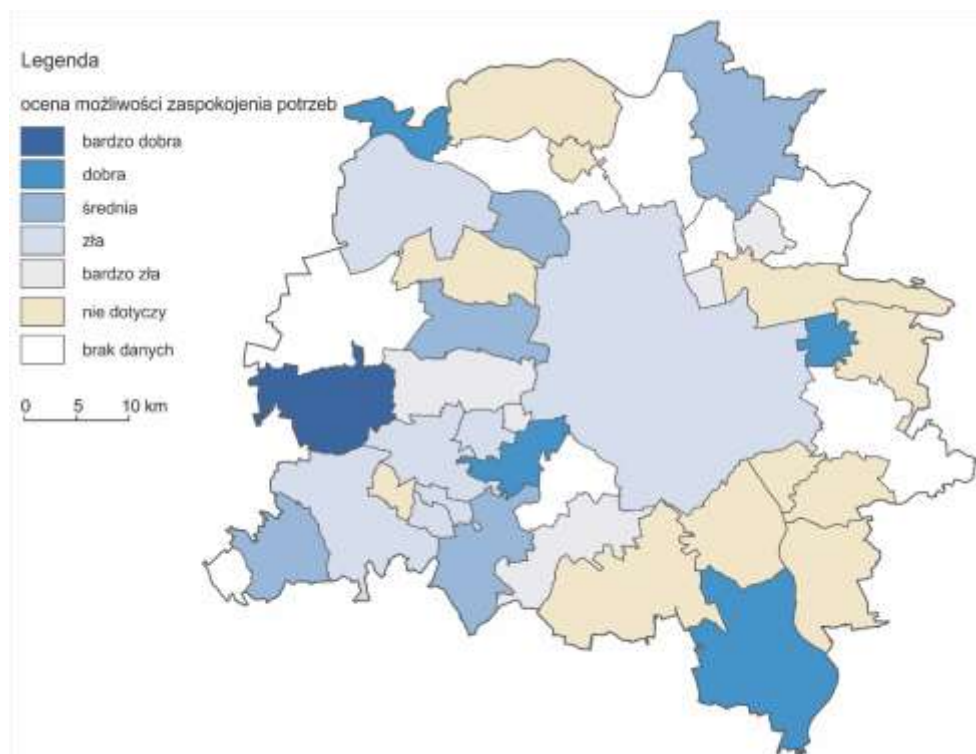 Legenda
ocena możliwości zaspokojenia potrzeb
bardzo dobra
dobra
średnia
zła
bardzo zła
nie dotyczy
brak danych
0 5 10 km